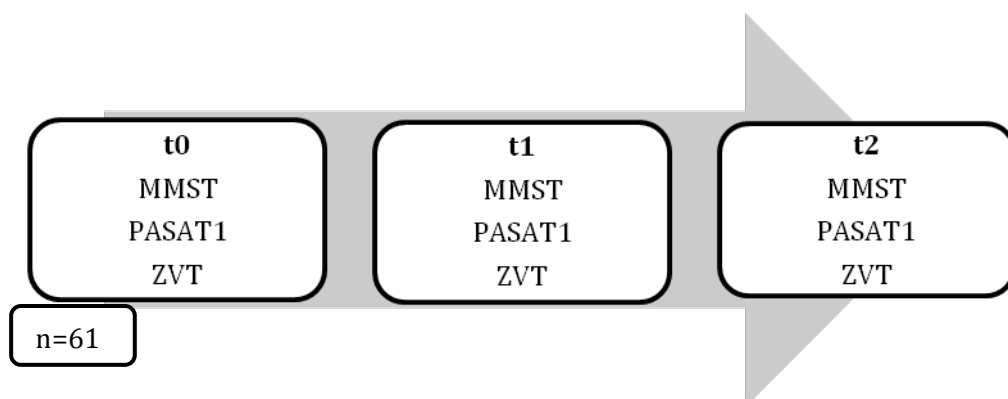 t0
MMST
PASAT1
ZVT
t1
MMST
PASAT1
ZVT
t2
MMST
PASAT1
ZVT
n=61